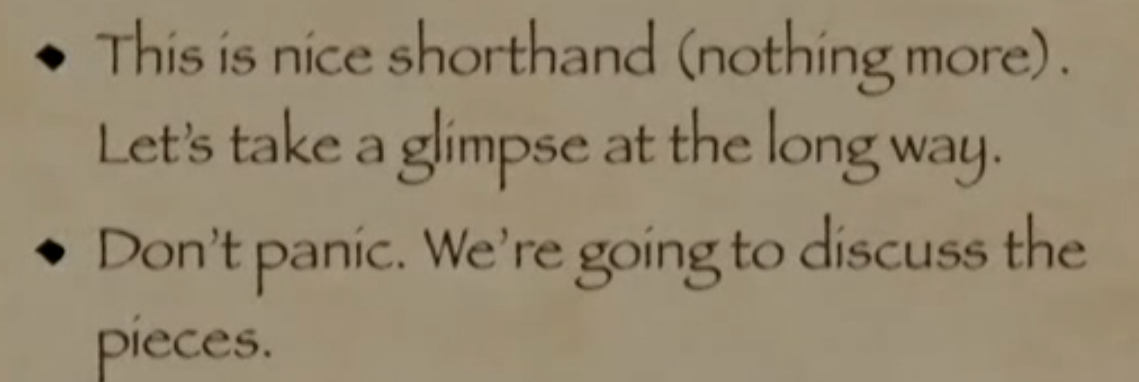 ◆ This is nice shorthand (nothing more).
Let's take a glimpse at the long way.
◆ Don't panic. We're going to discuss the
pieces.